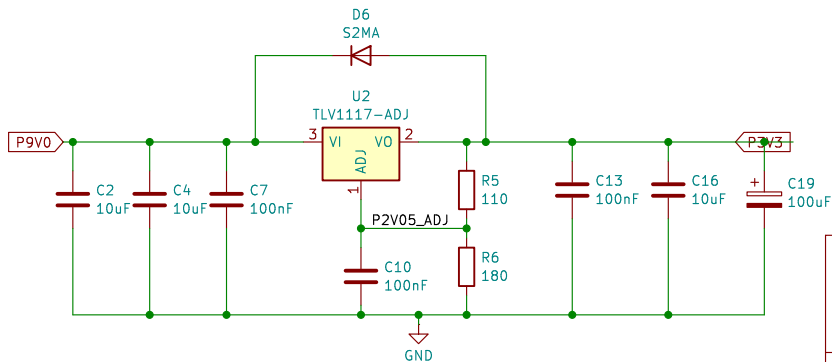 D6
S2MA
U2
TLV1117-ADJ
P9V0
3
VI
VO
2
ADJ
1
P3V3
C2
10uF
C4
10uF
C7
100nF
R5
110
P2V05_ADJ
C13
100nF
C16
10uF
+
C19
100uF
C10
100nF
R6
180
GND